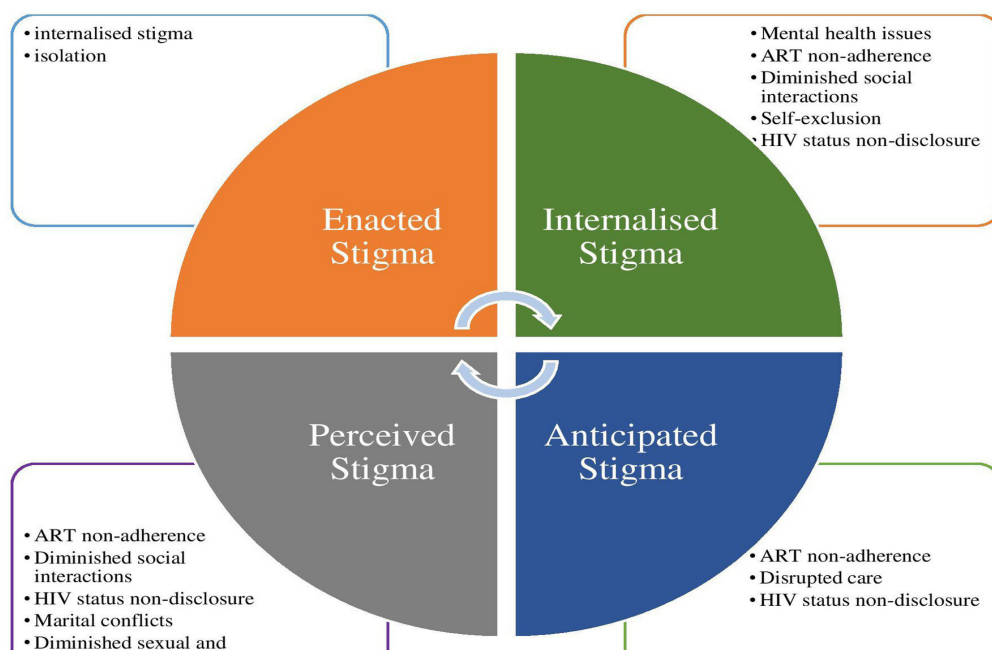 • internalised stigma
• isolation
• Mental health issues
• ART non-adherence
• Diminished social
interactions
• Self-exclusion
• HIV status non-disclosure
Enacted
Stigma
Internalised
Stigma
Perceived
Stigma
Anticipated
Stigma
• ART non-adherence
• Diminished social
interactions
• HIV status non-disclosure
• Marital conflicts
• Diminished sexual and
• ART non-adherence
• Disrupted care
• HIV status non-disclosure